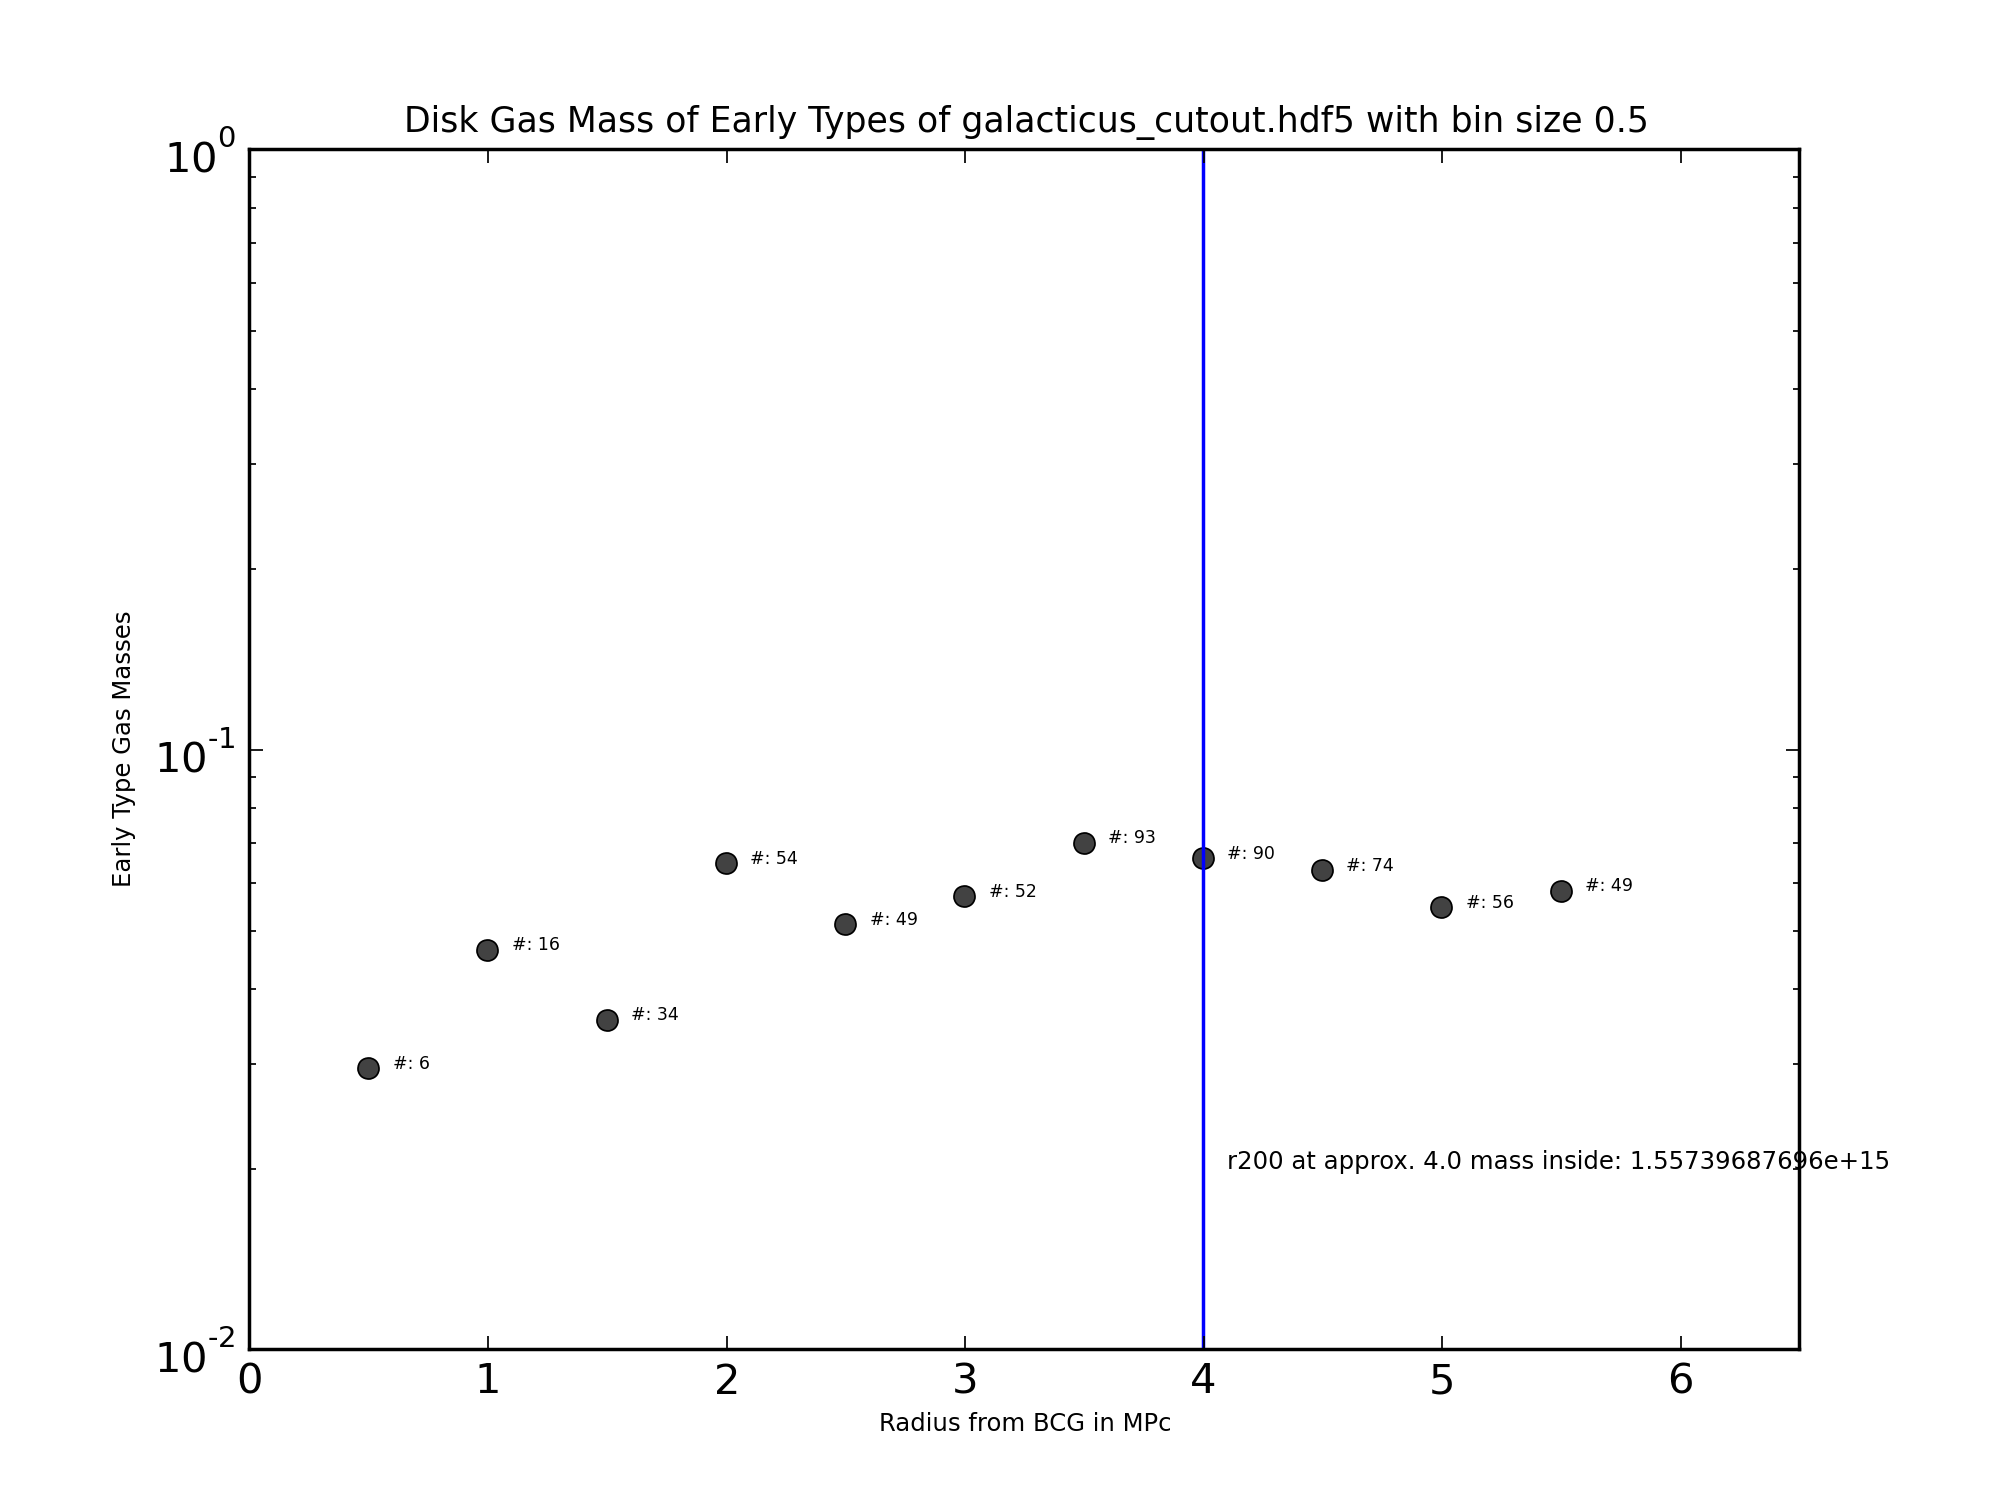 Disk Gas Mass of Early Types of galacticus_cutout.hdf5 with bin size 0.5
10^0
10^-1
10^-2
Early Type Gas Masses
#: 6
#: 16
#: 34
#: 54
#: 49
#: 52
#: 93
#: 90
#: 74
#: 56
#: 49
r200 at approx. 4.0 mass inside: 1.55739687696e+15
0 1 2 3 4 5 6
Radius from BCG in MPc